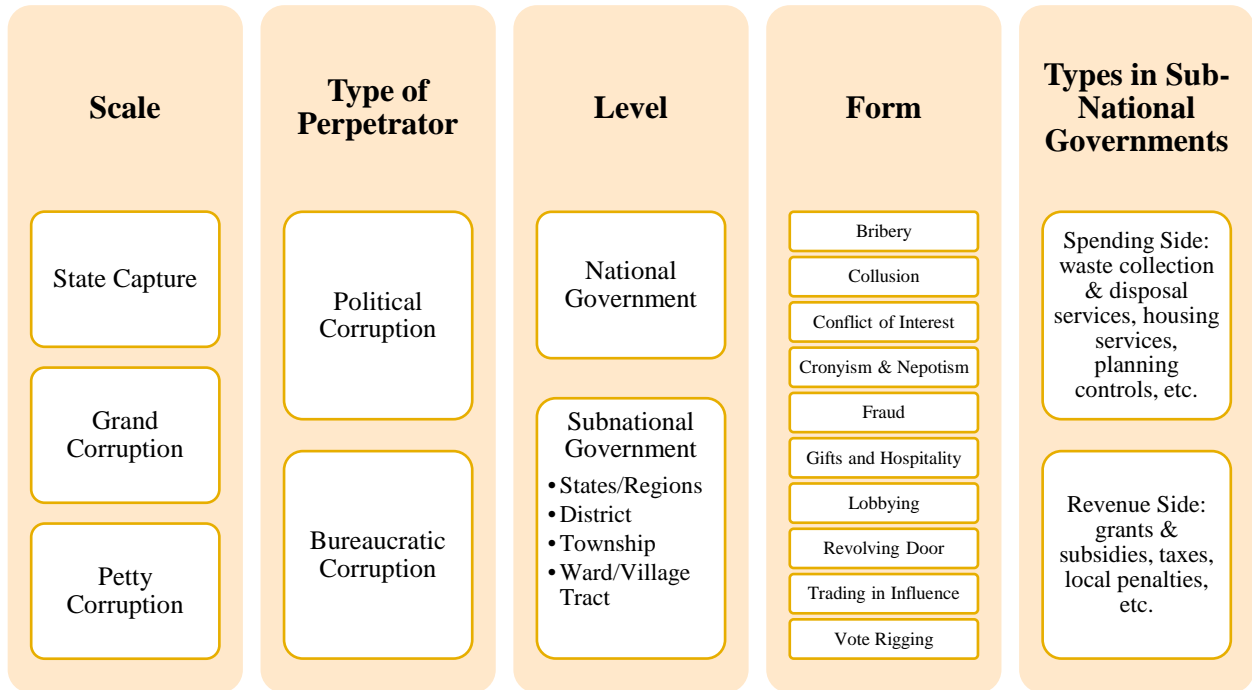 Scale
State Capture
Grand
Corruption
Petty
Corruption
Type of
Perpetrator
Political
Corruption
Bureaucratic
Corruption
Level
National
Government
Subnational
Government
• States/Regions
• District
• Township
• Ward/Village
Tract
Form
Bribery
Collusion
Conflict of Interest
Cronyism & Nepotism
Fraud
Gifts and Hospitality
Lobbying
Revolving Door
Trading in Influence
Vote Rigging
Types in Sub-
National
Governments
Spending Side:
waste collection
& disposal
services, housing
services,
planning
controls, etc.
Revenue Side:
grants &
subsidies, taxes,
local penalties,
etc.